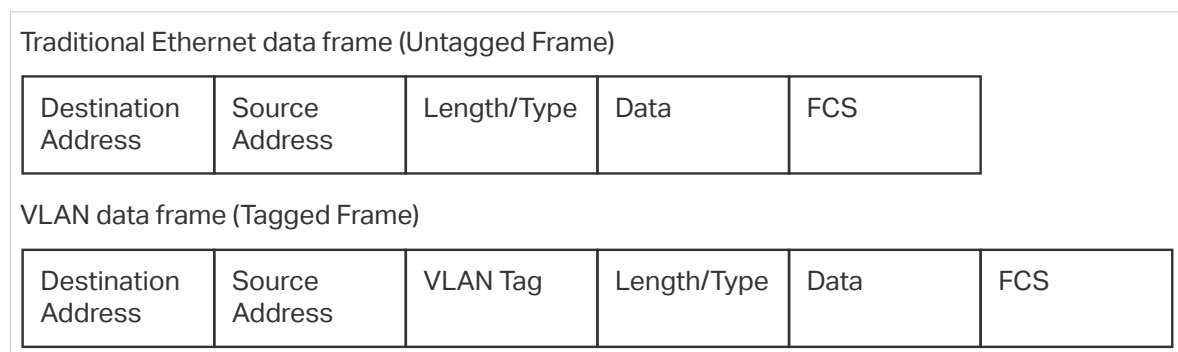 Traditional Ethernet data frame (Untagged Frame)
Destination Address
Source Address
Length/Type
Data
FCS
VLAN data frame (Tagged Frame)
Destination Address
Source Address
VLAN Tag
Length/Type
Data
FCS